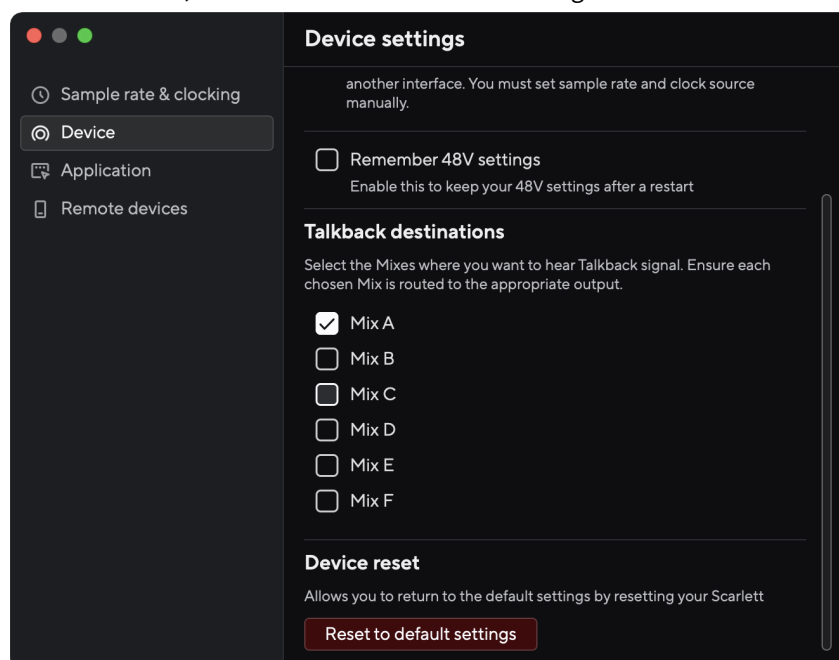 Device settings
Sample rate & clocking
Device
Application
Remote devices
another interface. You must set sample rate and clock source
manually.
Remember 48V settings
Enable this to keep your 48V settings after a restart
Talkback destinations
Select the Mixes where you want to hear Talkback signal. Ensure each
chosen Mix is routed to the appropriate output.
Mix A
Mix B
Mix C
Mix D
Mix E
Mix F
Device reset
Allows you to return to the default settings by resetting your Scarlett
Reset to default settings